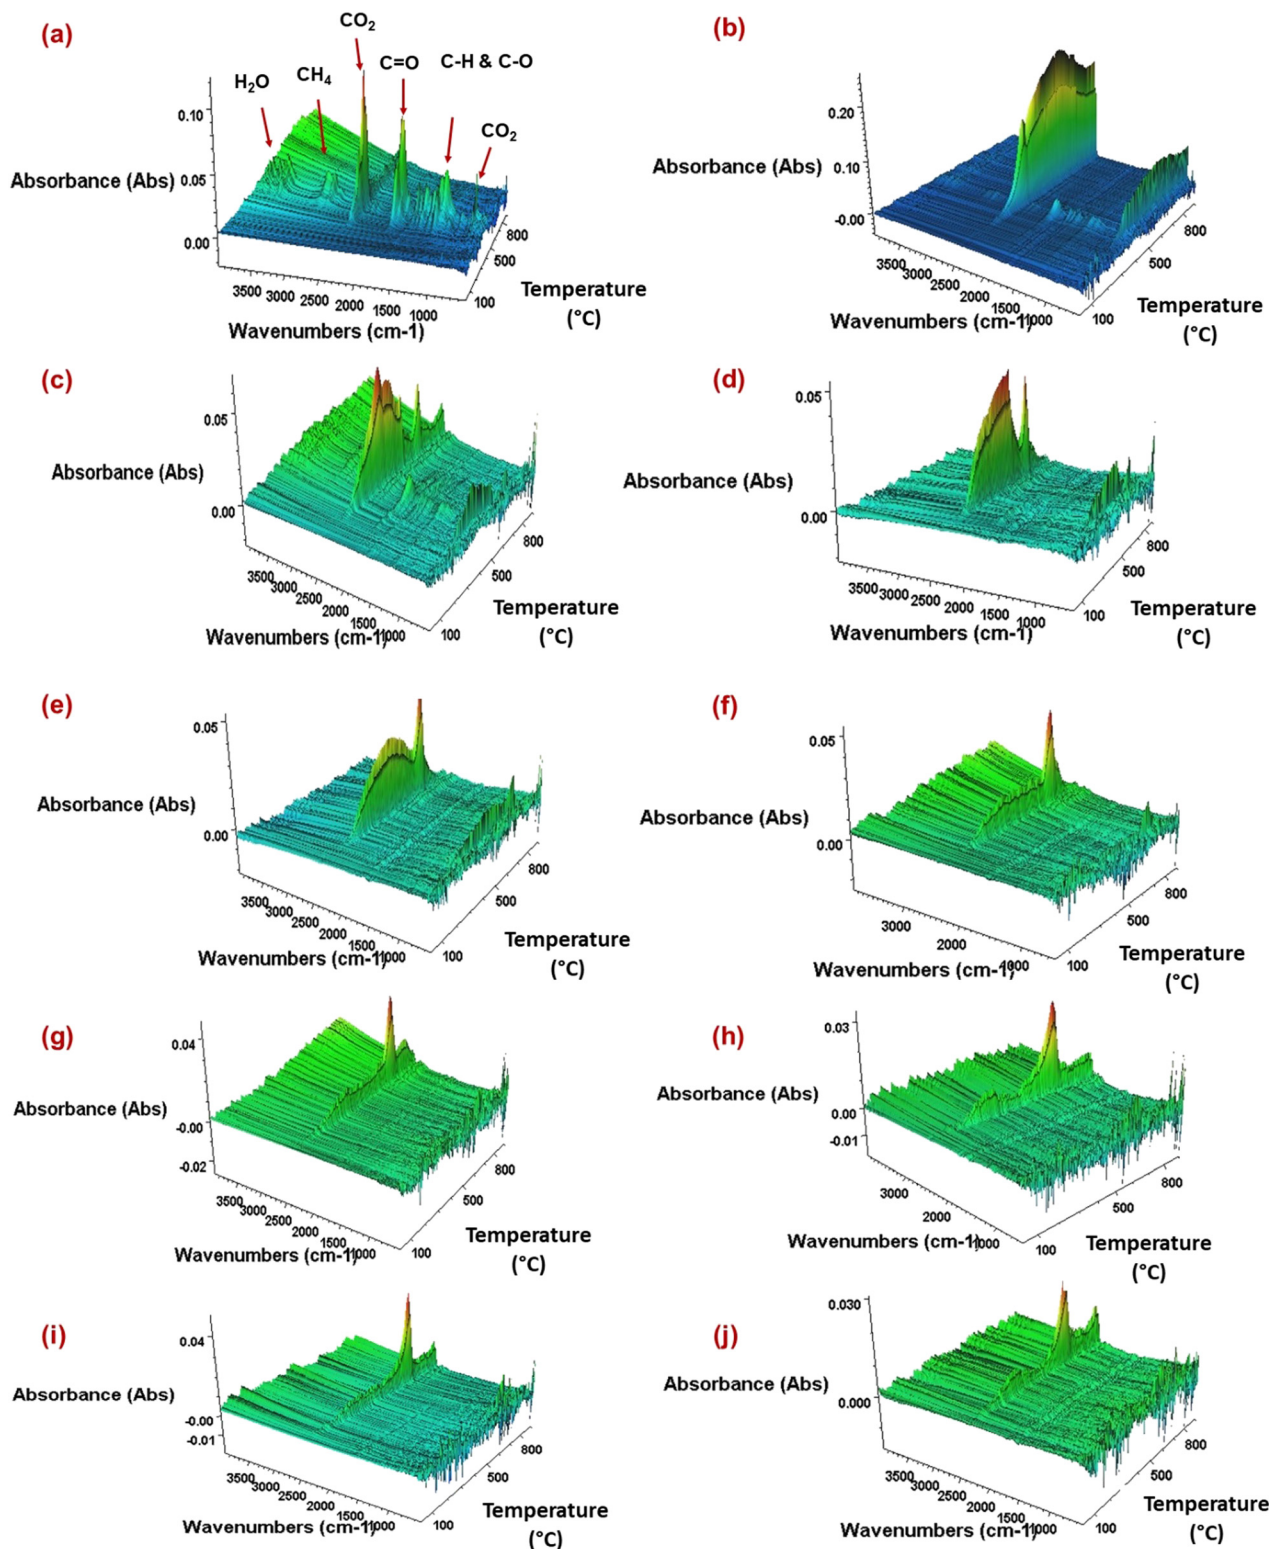 (a)
CO2
C=O
C-H & C-O
H2O
CH4
CO2
0.10
Absorbance (Abs)
0.05
0.00
800
500
100
3500
3000
2500
2000
1500
1000
Temperature
(°C)
Wavenumbers (cm-1)
(b)
0.20
Absorbance (Abs)
0.10
-0.00
800
500
100
3500
3000
2500
2000
1500
1000
Temperature
(°C)
Wavenumbers (cm-1)
(c)
0.05
Absorbance (Abs)
0.00
800
500
100
3500
3000
2500
2000
1500
1000
Temperature
(°C)
Wavenumbers (cm-1)
(d)
0.05
Absorbance (Abs)
0.00
800
500
100
3500
3000
2500
2000
1500
1000
Temperature
(°C)
Wavenumbers (cm-1)
(e)
0.05
Absorbance (Abs)
0.00
800
500
100
3500
3000
2500
2000
1500
1000
Temperature
(°C)
Wavenumbers (cm-1)
(f)
0.05
Absorbance (Abs)
0.00
800
500
100
3000
2000
1000
Temperature
(°C)
Wavenumbers (cm-1)
(g)
0.04
Absorbance (Abs)
-0.00
-0.02
800
500
100
3500
3000
2500
2000
1500
1000
Temperature
(°C)
Wavenumbers (cm-1)
(h)
0.03
Absorbance (Abs)
0.00
-0.01
800
500
100
3000
2000
1000
Temperature
(°C)
Wavenumbers (cm-1)
(i)
0.04
Absorbance (Abs)
-0.00
-0.01
800
500
100
3500
3000
2500
2000
1500
1000
Temperature
(°C)
Wavenumbers (cm-1)
(j)
0.030
Absorbance (Abs)
0.000
800
500
100
3500
3000
2500
2000
1500
1000
Temperature
(°C)
Wavenumbers (cm-1)